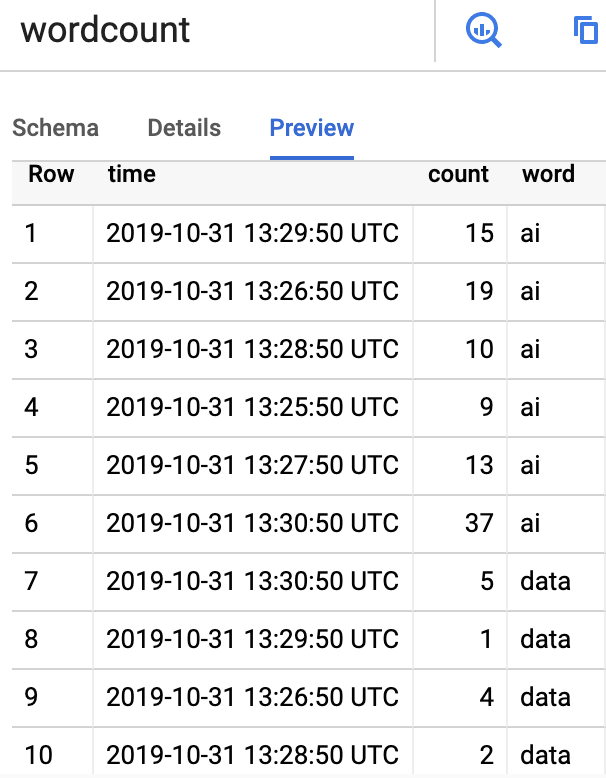 wordcount
Schema Details Preview
Row time count word
1 2019-10-31 13:29:50 UTC 15 ai
2 2019-10-31 13:26:50 UTC 19 ai
3 2019-10-31 13:28:50 UTC 10 ai
4 2019-10-31 13:25:50 UTC 9 ai
5 2019-10-31 13:27:50 UTC 13 ai
6 2019-10-31 13:30:50 UTC 37 ai
7 2019-10-31 13:30:50 UTC 5 data
8 2019-10-31 13:29:50 UTC 1 data
9 2019-10-31 13:26:50 UTC 4 data
10 2019-10-31 13:28:50 UTC 2 data